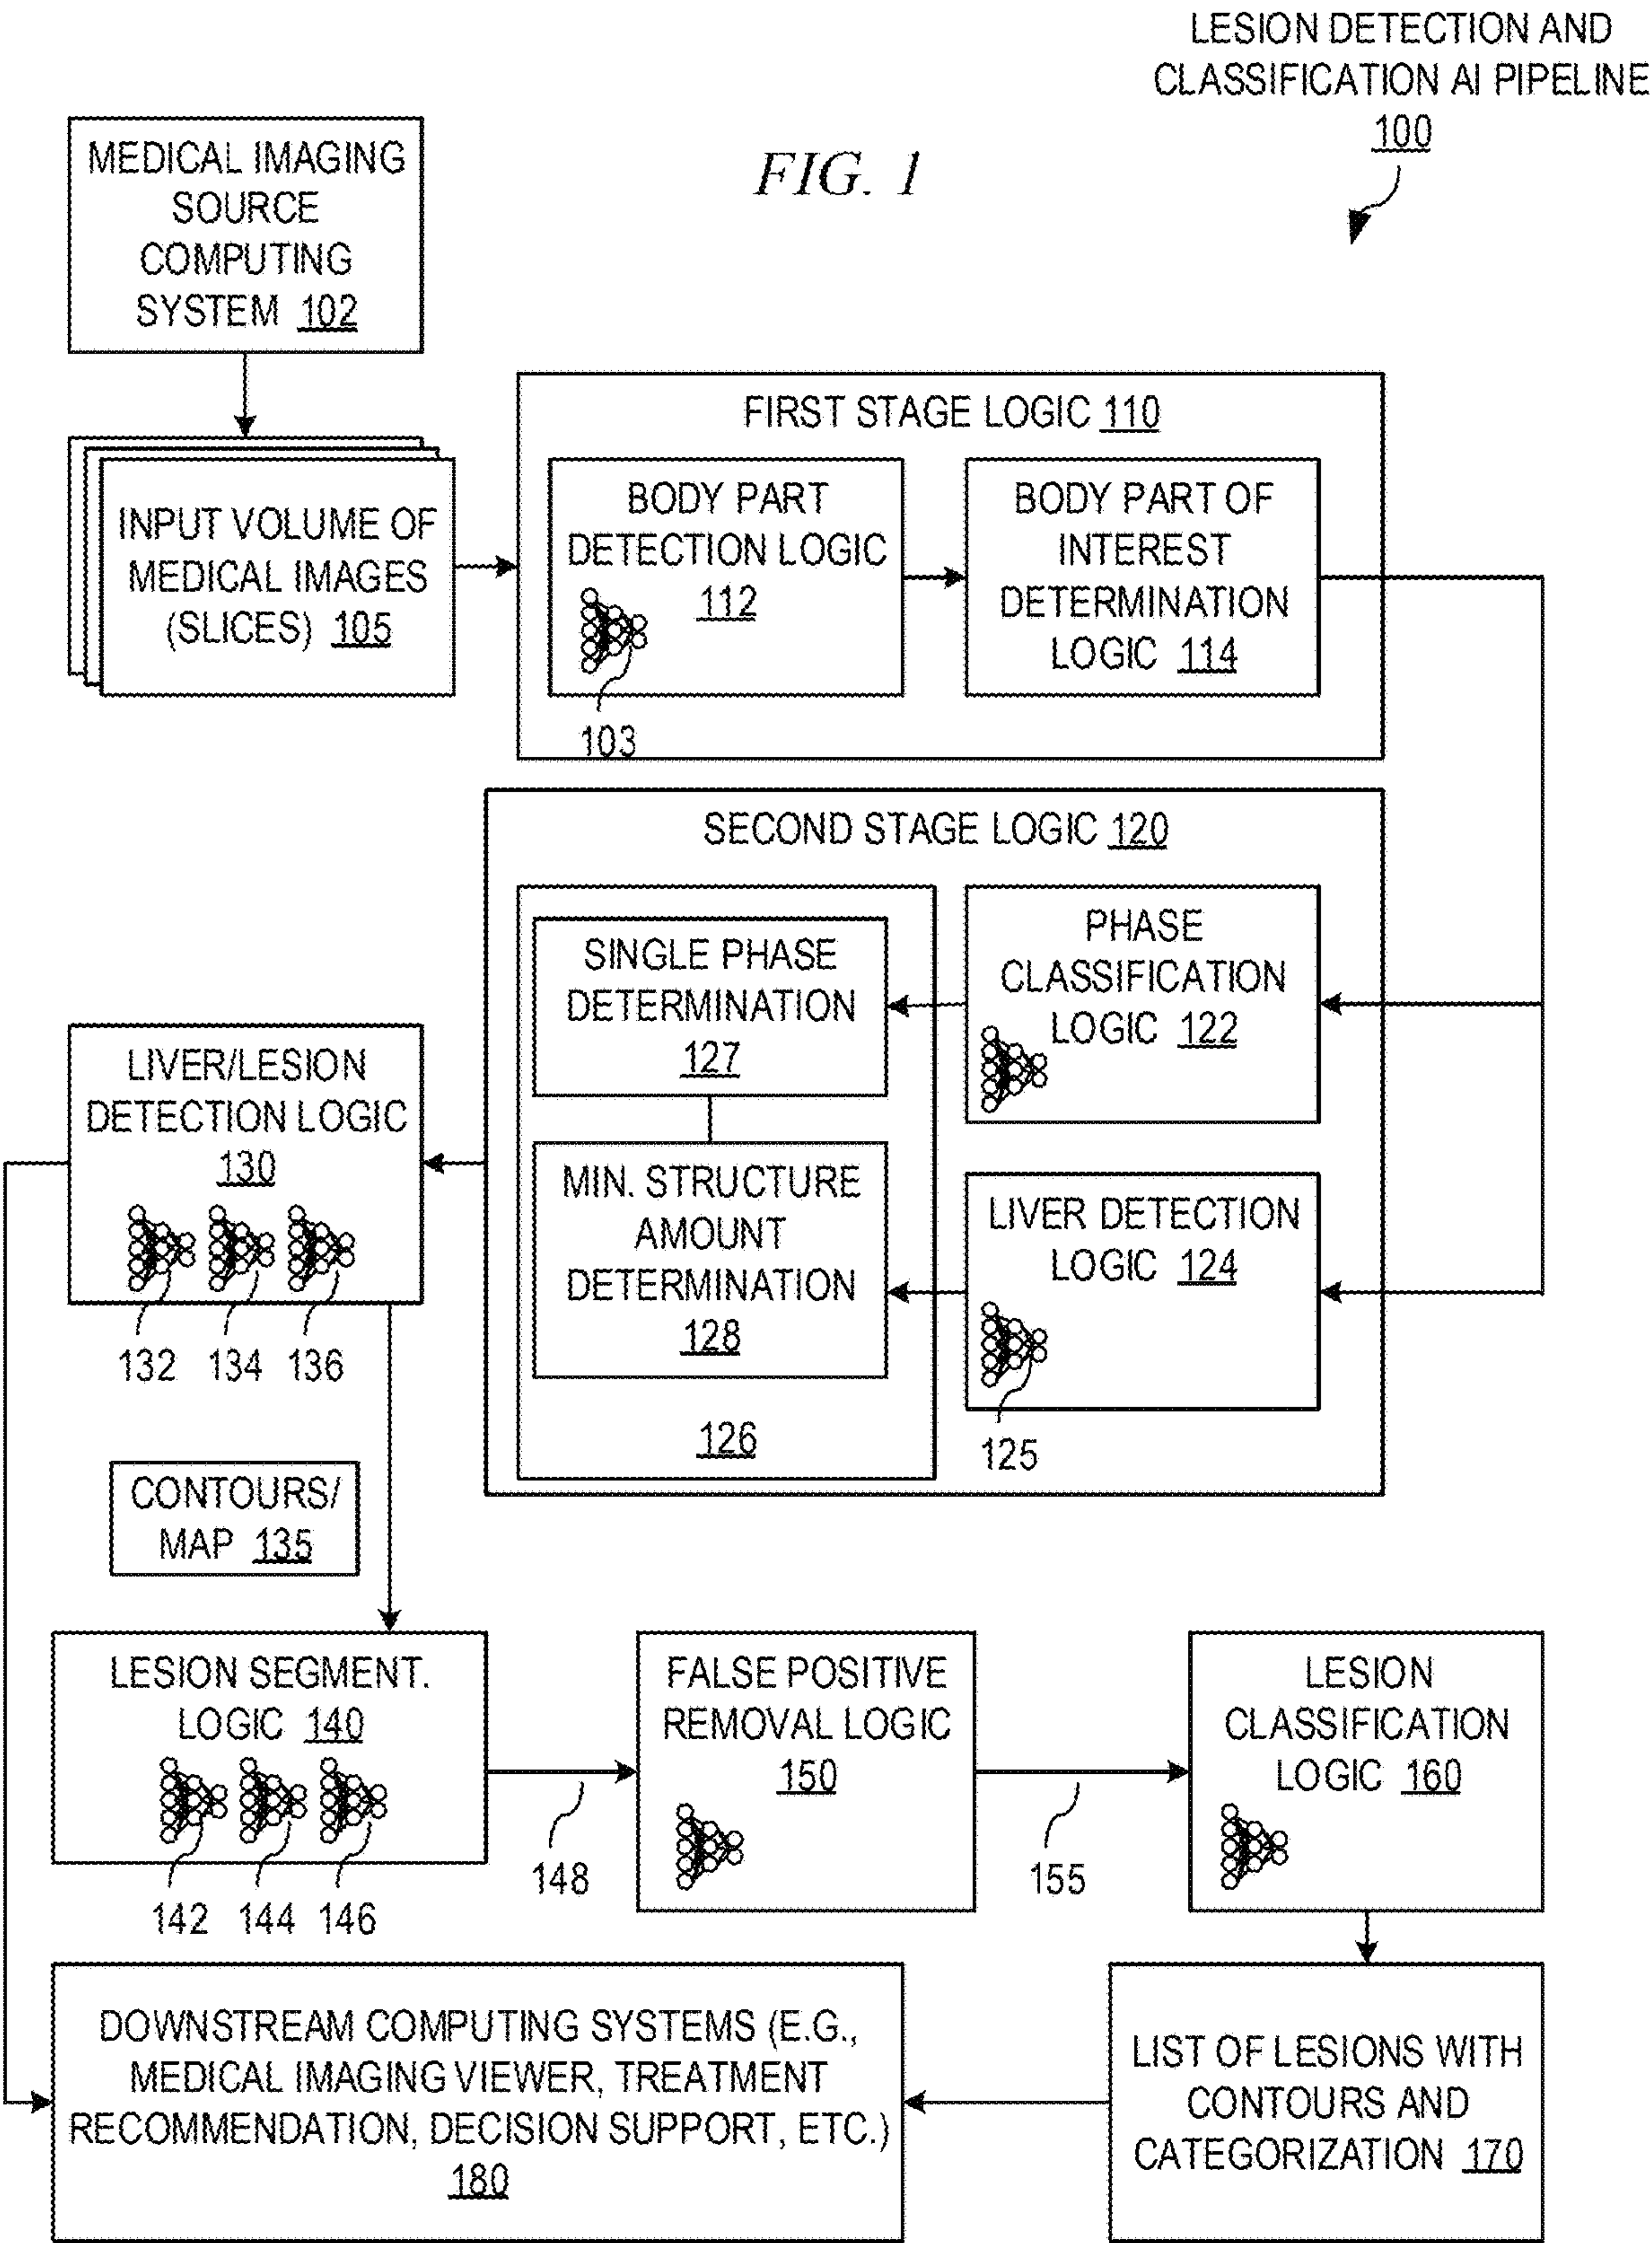 LESION DETECTION AND
CLASSIFICATION AI PIPELINE
100
FIG. 1
MEDICAL IMAGING
SOURCE
COMPUTING
SYSTEM 102
INPUT VOLUME OF
MEDICAL IMAGES
(SLICES) 105
FIRST STAGE LOGIC 110
BODY PART
DETECTION LOGIC
112
103
BODY PART OF
INTEREST
DETERMINATION
LOGIC 114
SECOND STAGE LOGIC 120
PHASE
CLASSIFICATION
LOGIC 122
SINGLE PHASE
DETERMINATION
127
LIVER DETECTION
LOGIC 124
125
MIN. STRUCTURE
AMOUNT
DETERMINATION
128
126
LIVER/LESION
DETECTION LOGIC
130
132 134 136
CONTOURS/
MAP 135
LESION SEGMENT.
LOGIC 140
142 144 146
148
FALSE POSITIVE
REMOVAL LOGIC
150
155
LESION
CLASSIFICATION
LOGIC 160
DOWNSTREAM COMPUTING SYSTEMS (E.G.,
MEDICAL IMAGING VIEWER, TREATMENT
RECOMMENDATION, DECISION SUPPORT, ETC.)
180
LIST OF LESIONS WITH
CONTOURS AND
CATEGORIZATION 170